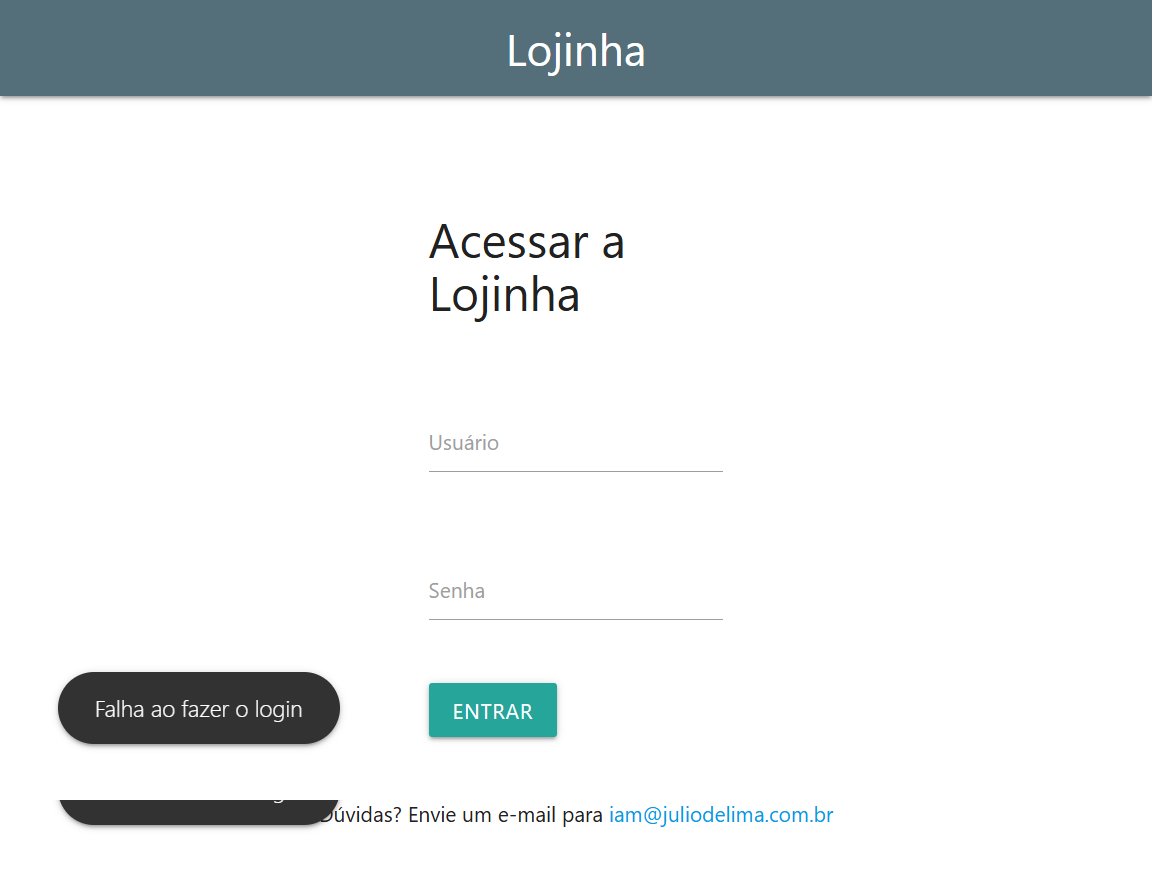 Lojinha
Acessar a
Lojinha
Usuário
Senha
Falha ao fazer o login
ENTRAR
Dúvidas? Envie um e-mail para iam@juliodelima.com.br